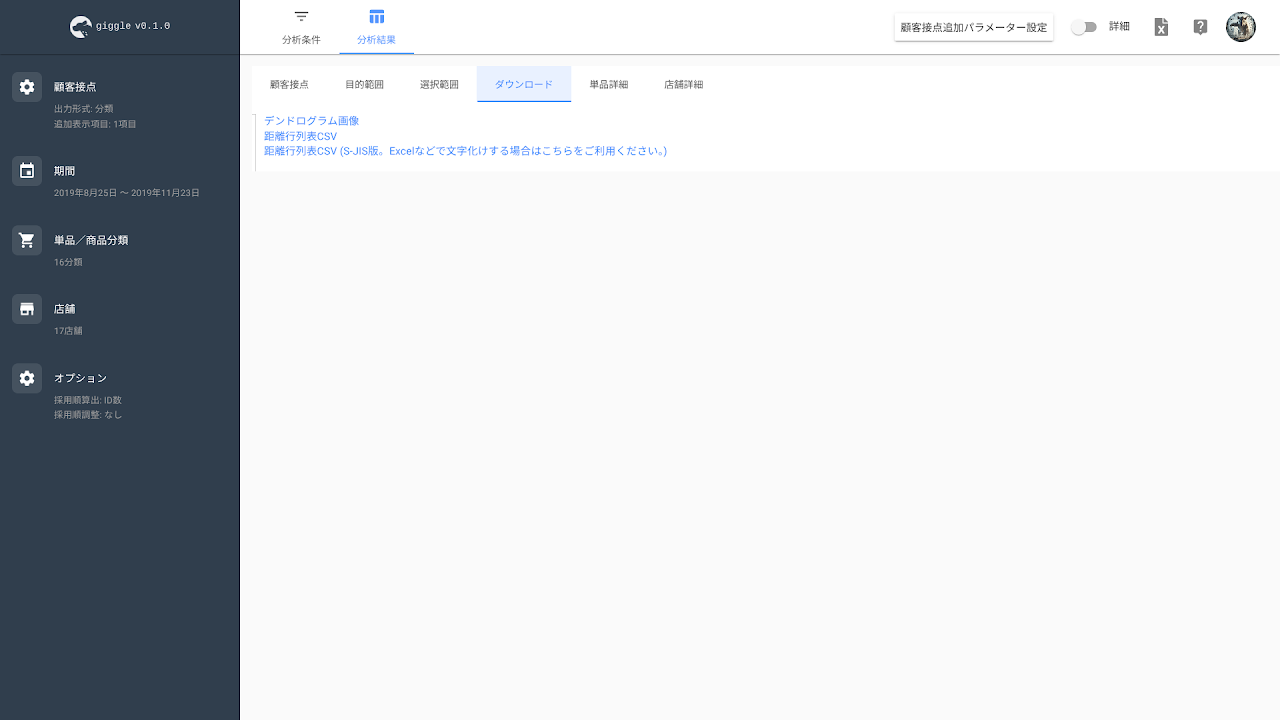 giggle v0.1.0
顧客接点
出力形式: 分類
追加表示項目: 1項目
期間
2019年8月25日 〜 2019年11月23日
単品／商品分類
16分類
店舗
17店舗
オプション
採用順算出: ID数
採用順調整: なし
分析条件
分析結果
顧客接点追加パラメーター設定
詳細
顧客接点
目的範囲
選択範囲
ダウンロード
単品詳細
店舗詳細
デンドログラム画像
距離行列表CSV
距離行列表CSV (S-JIS版。Excelなどで文字化けする場合はこちらをご利用ください。)